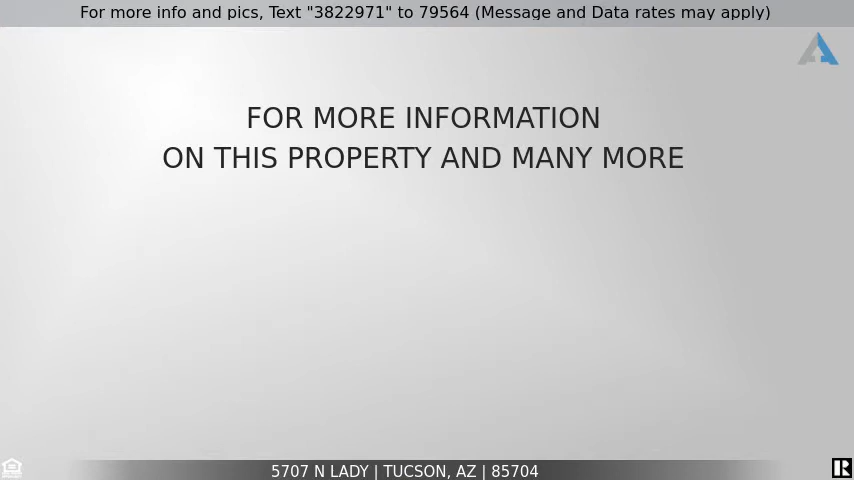 For more info and pics, Text "3822971" to 79564 (Message and Data rates may apply)
FOR MORE INFORMATION
ON THIS PROPERTY AND MANY MORE
5707 N LADY | TUCSON, AZ | 85704